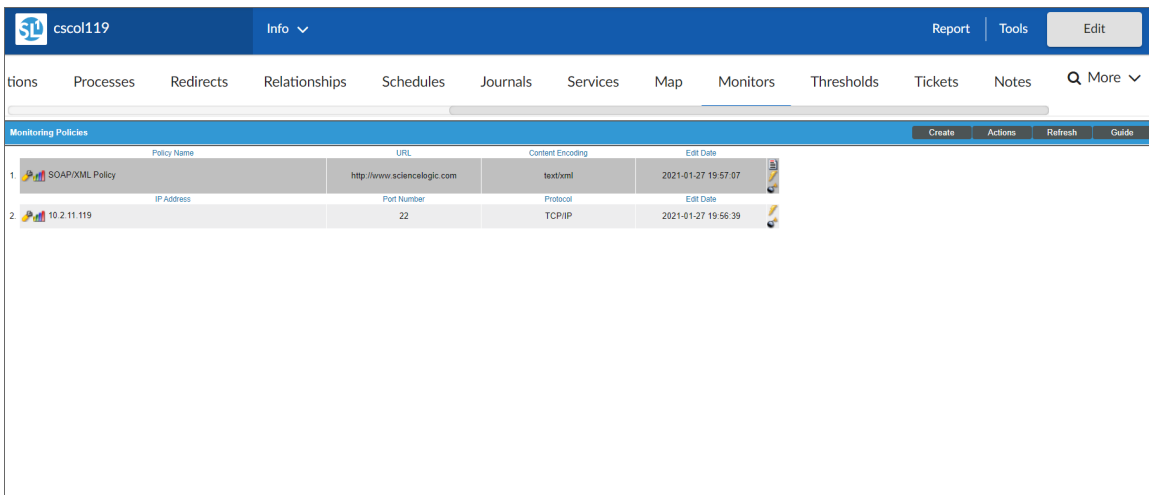 SL1 cscol119 Info Report Tools Edit
tions Processes Redirects Relationships Schedules Journals Services Map Monitors Thresholds Tickets Notes More
Monitoring Policies Create Actions Refresh Guide
Policy Name URL Content Encoding Edit Date
1. SOAP/XML Policy http://www.sciencelogic.com text/xml 2021-01-27 19:57:07
IP Address Port Number Protocol Edit Date
2. 10.2.11.119 22 TCP/IP 2021-01-27 19:56:39